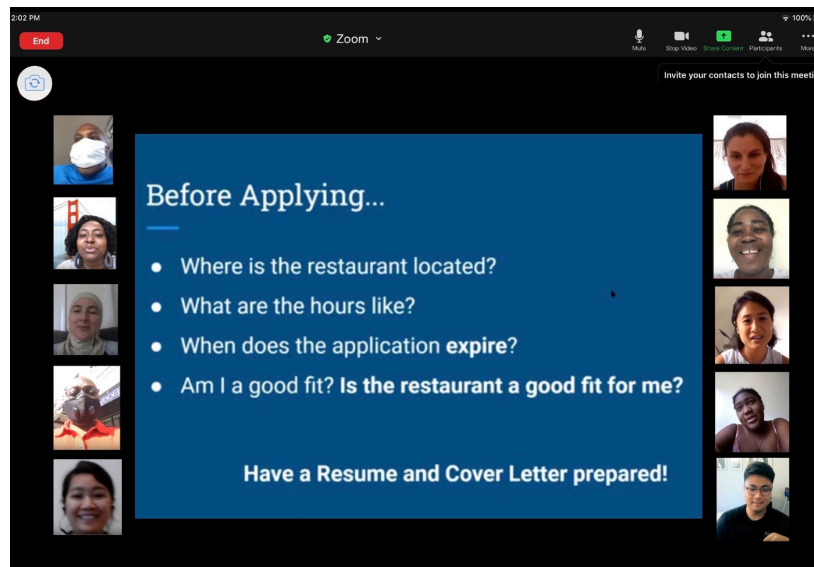 2:02 PM
100%
End
Zoom
Mute
Stop Video
Share Content
Participants
More
Invite your contacts to join this meeti
Before Applying...
● Where is the restaurant located?
● What are the hours like?
● When does the application expire?
● Am I a good fit? Is the restaurant a good fit for me?
Have a Resume and Cover Letter prepared!